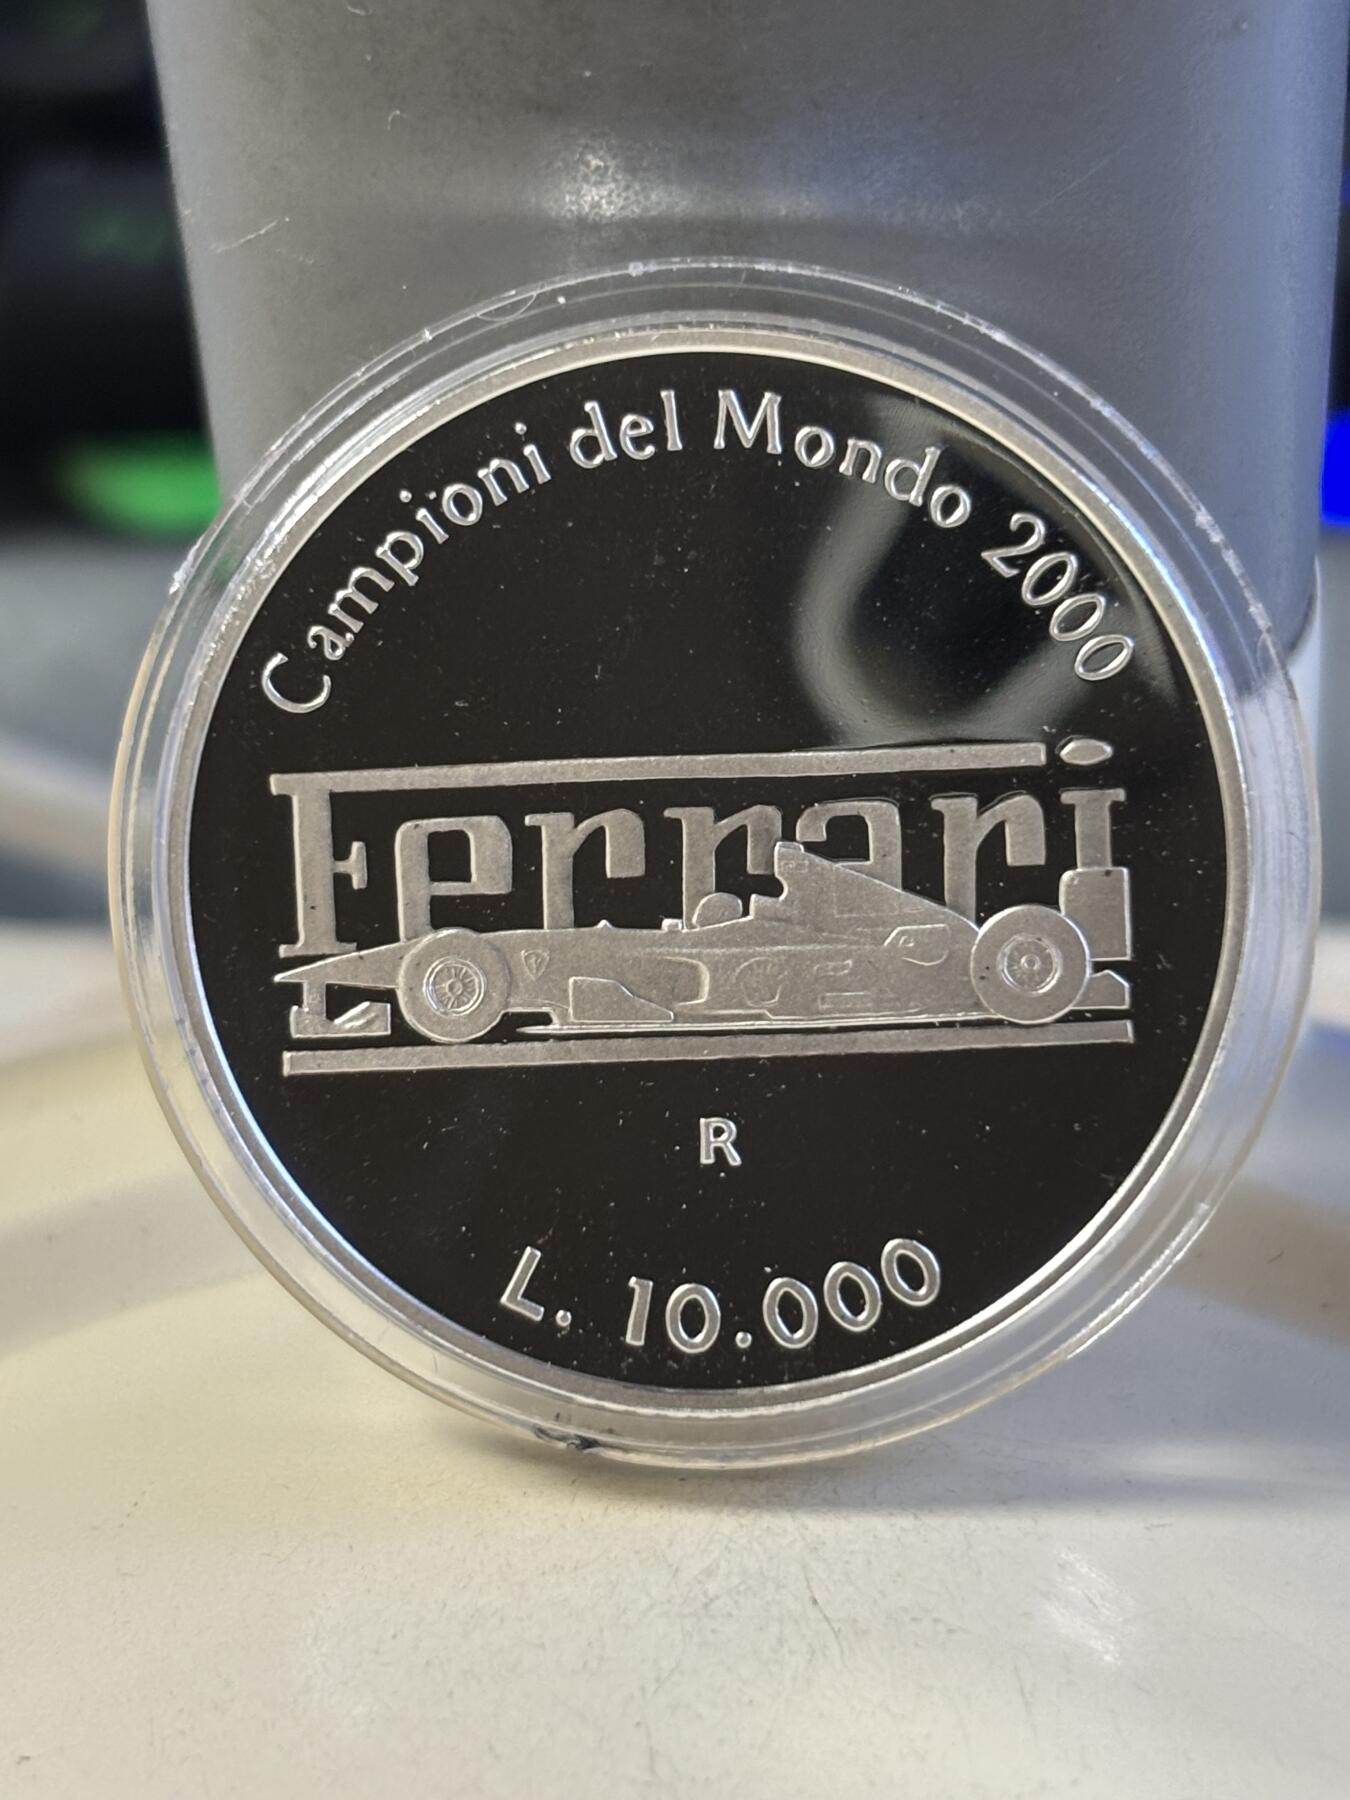 Campioni del Mondo 2000
Ferrari
R
L. 10.000